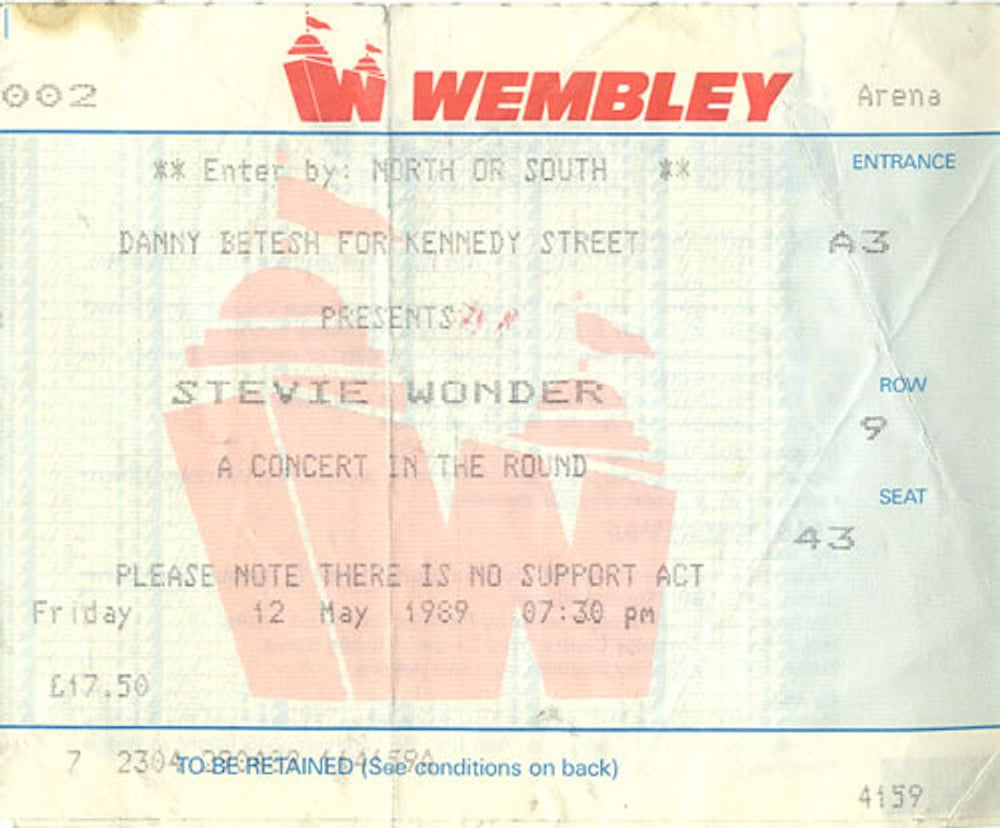 WEMBLEY
002
Arena
** Enter by: NORTH OR SOUTH **
ENTRANCE
DANNY BETESH FOR KENNEDY STREET
A3
PRESENTS
STEVIE WONDER
ROW
9
A CONCERT IN THE ROUND
SEAT
43
PLEASE NOTE THERE IS NO SUPPORT ACT
Friday 12 May 1989 07:30 pm
£17.50
7 2304
TO BE RETAINED (See conditions on back)
4159